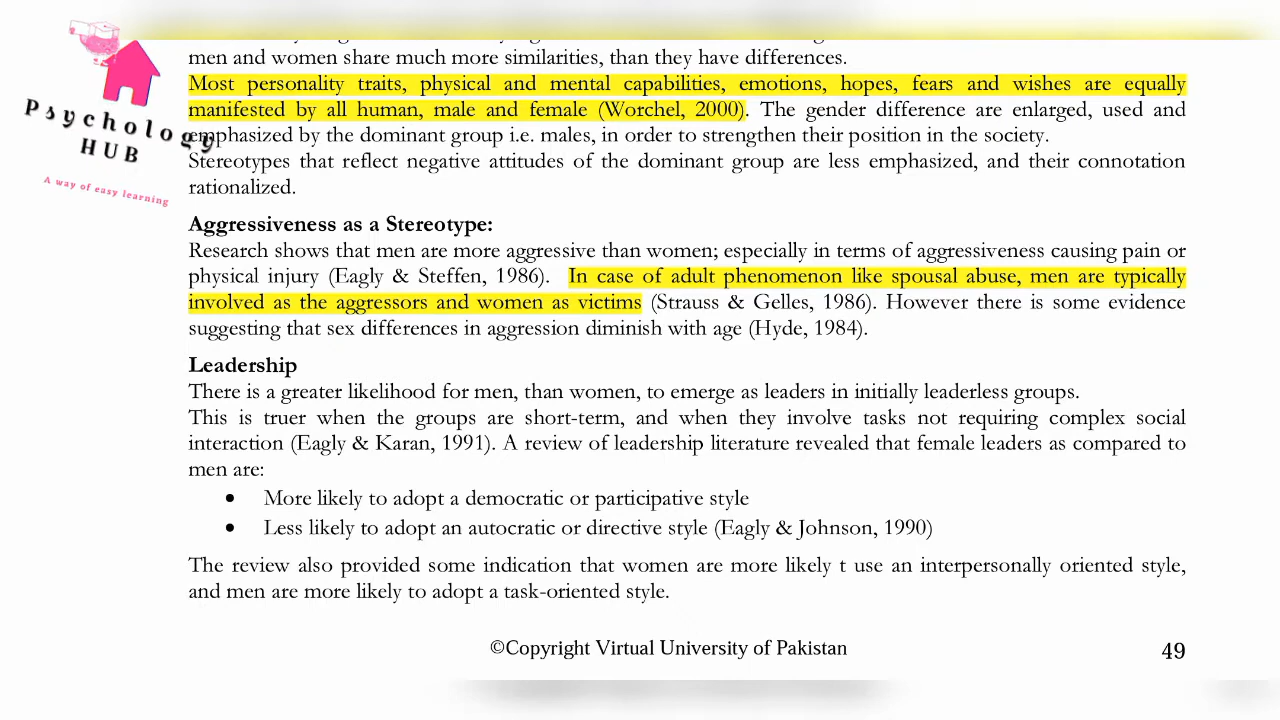 men and women share much more similarities, than they have differences.
Most personality traits, physical and mental capabilities, emotions, hopes, fears and wishes are equally
manifested by all human, male and female (Worchel, 2000). The gender difference are enlarged, used and
emphasized by the dominant group i.e. males, in order to strengthen their position in the society.
Stereotypes that reflect negative attitudes of the dominant group are less emphasized, and their connotation
rationalized.
Psychology
HUB
A way of easy learning
Aggressiveness as a Stereotype:
Research shows that men are more aggressive than women; especially in terms of aggressiveness causing pain or
physical injury (Eagly & Steffen, 1986). In case of adult phenomenon like spousal abuse, men are typically
involved as the aggressors and women as victims (Strauss & Gelles, 1986). However there is some evidence
suggesting that sex differences in aggression diminish with age (Hyde, 1984).
Leadership
There is a greater likelihood for men, than women, to emerge as leaders in initially leaderless groups.
This is truer when the groups are short-term, and when they involve tasks not requiring complex social
interaction (Eagly & Karan, 1991). A review of leadership literature revealed that female leaders as compared to
men are:
• More likely to adopt a democratic or participative style
• Less likely to adopt an autocratic or directive style (Eagly & Johnson, 1990)
The review also provided some indication that women are more likely t use an interpersonally oriented style,
and men are more likely to adopt a task-oriented style.
©Copyright Virtual University of Pakistan
49